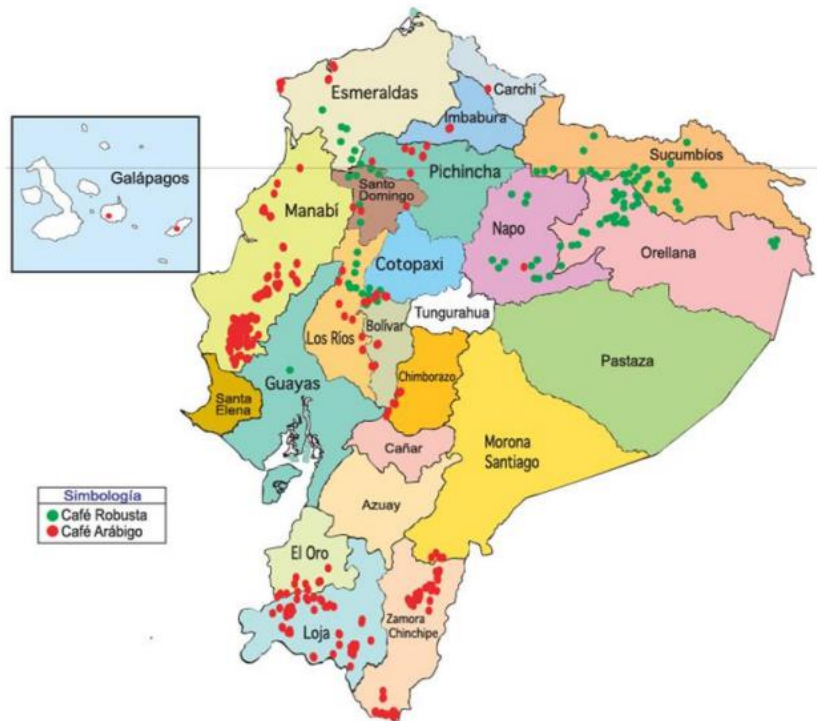 Esmeraldas
Carchi
Imbabura
Galápagos
Pichincha
Sucumbíos
Santo
Domingo
Manabí
Napo
Orellana
Cotopaxi
Tungurahua
Los Ríos
Bolívar
Pastaza
Chimborazo
Guayas
Santa
Elena
Morona
Santiago
Cañar
Simbología
Café Robusta
Café Arábigo
Azuay
El Oro
Zamora
Chinchipe
Loja